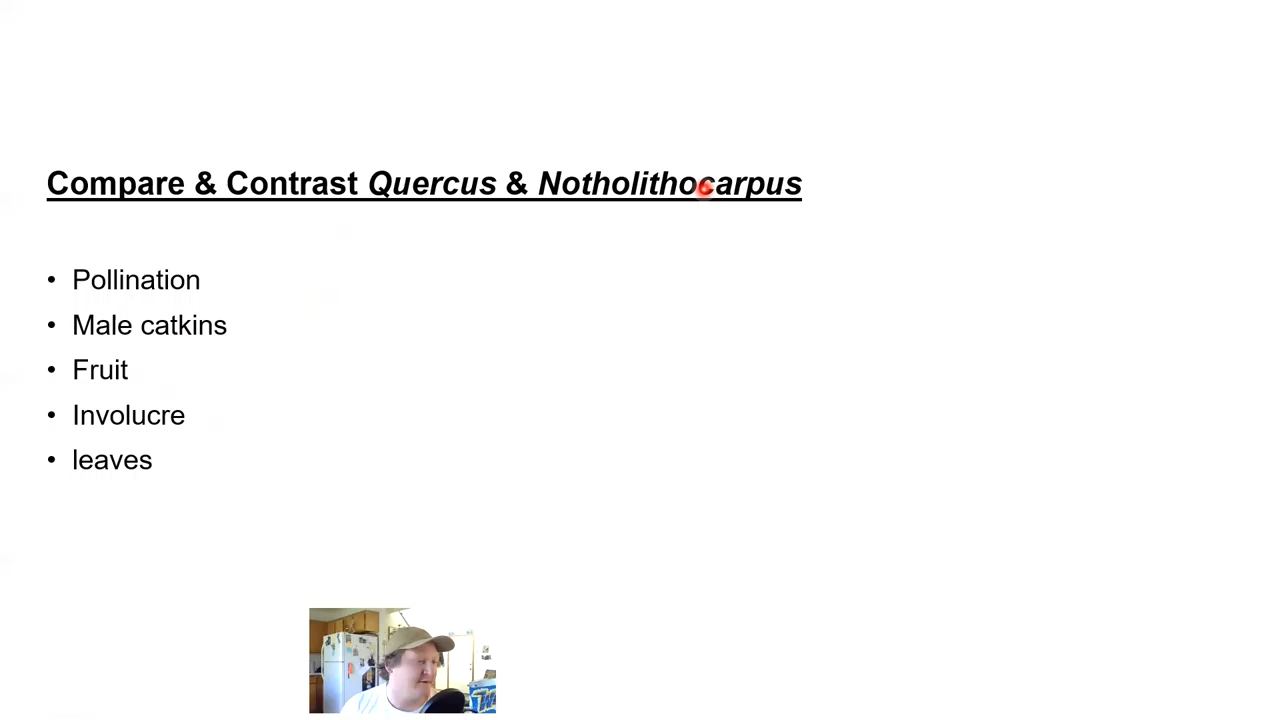 Compare & Contrast Quercus & Notholithocarpus
• Pollination
• Male catkins
• Fruit
• Involucre
• leaves